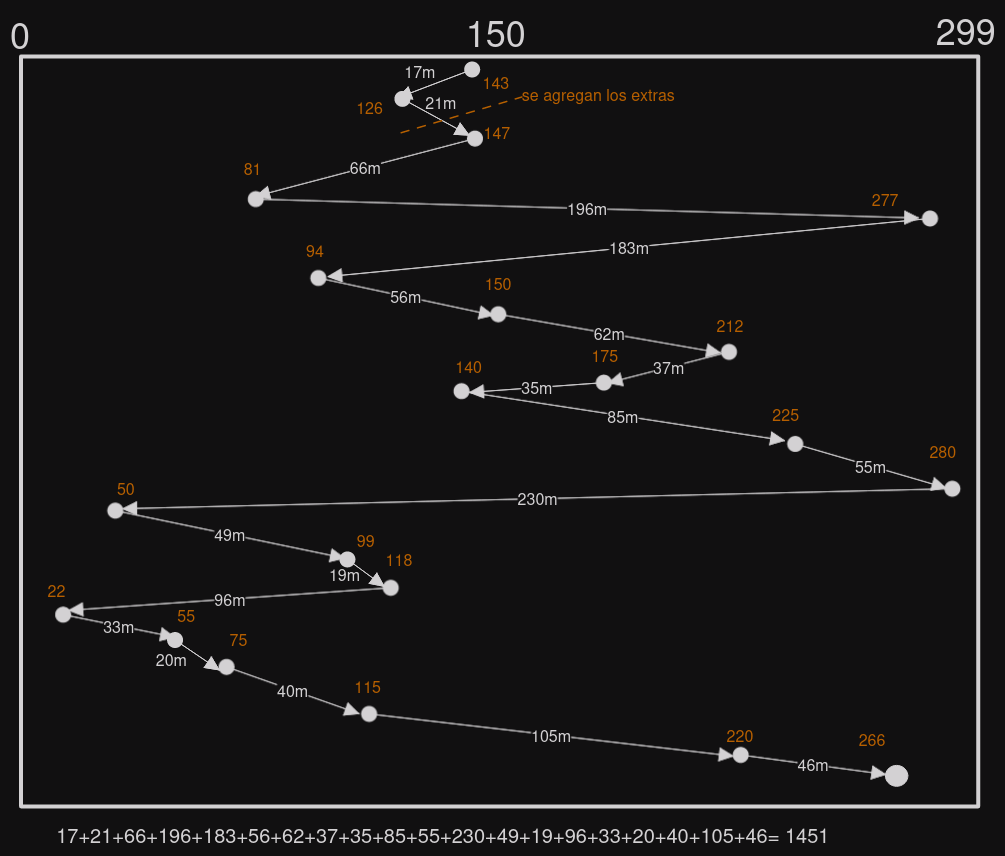 0 150 299
17m
143
126
21m
se agregan los extras
147
66m
81
196m
277
183m
94
56m
150
62m
212
37m
175
35m
140
85m
225
55m
280
230m
50
49m
99
19m
118
96m
22
33m
55
20m
75
40m
115
105m
220
46m
266
17+21+66+196+183+56+62+37+35+85+55+230+49+19+96+33+20+40+105+46= 1451